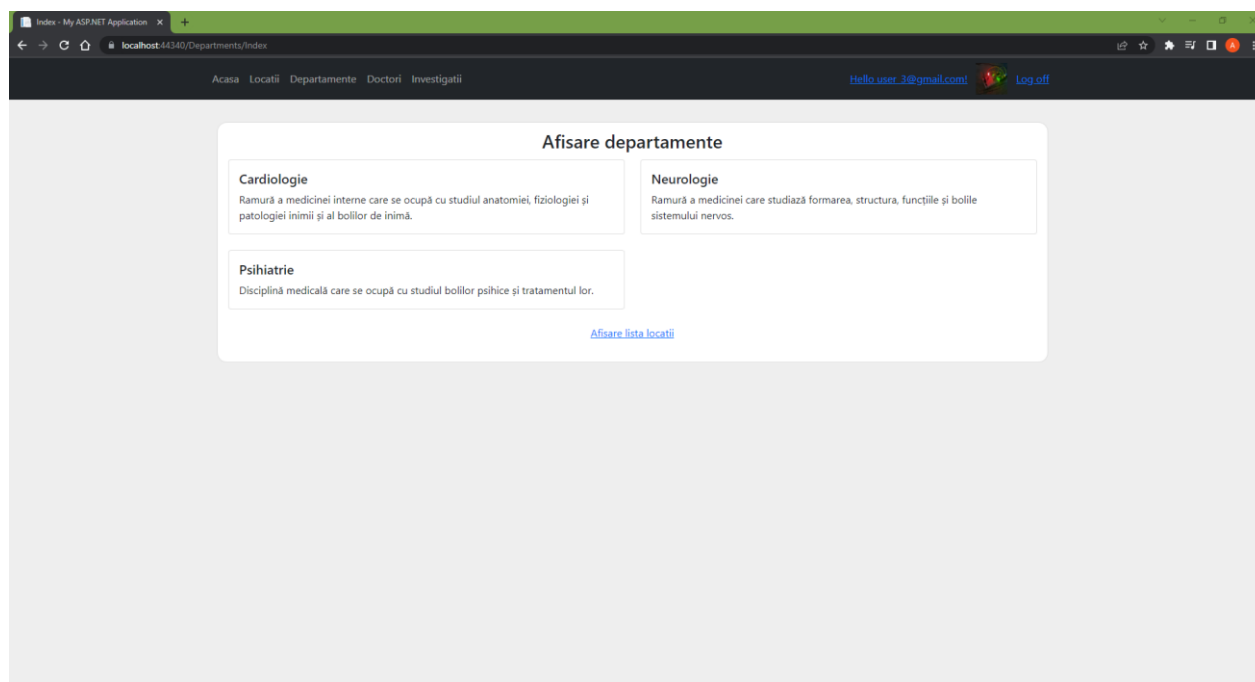 Index - My ASP.NET Application
localhost:44340/Departments/Index
A
Acasa Locatii Departamente Doctori Investigatii Hello user_3@gmail.com! Log off
Afisare departamente
Cardiologie
Ramură a medicinei interne care se ocupă cu studiul anatomiei, fiziologiei și
patologiei inimii și al bolilor de inimă.
Neurologie
Ramură a medicinei care studiază formarea, structura, funcțiile și bolile
sistemului nervos.
Psihiatrie
Disciplină medicală care se ocupă cu studiul bolilor psihice și tratamentul lor.
Afisare lista locatii